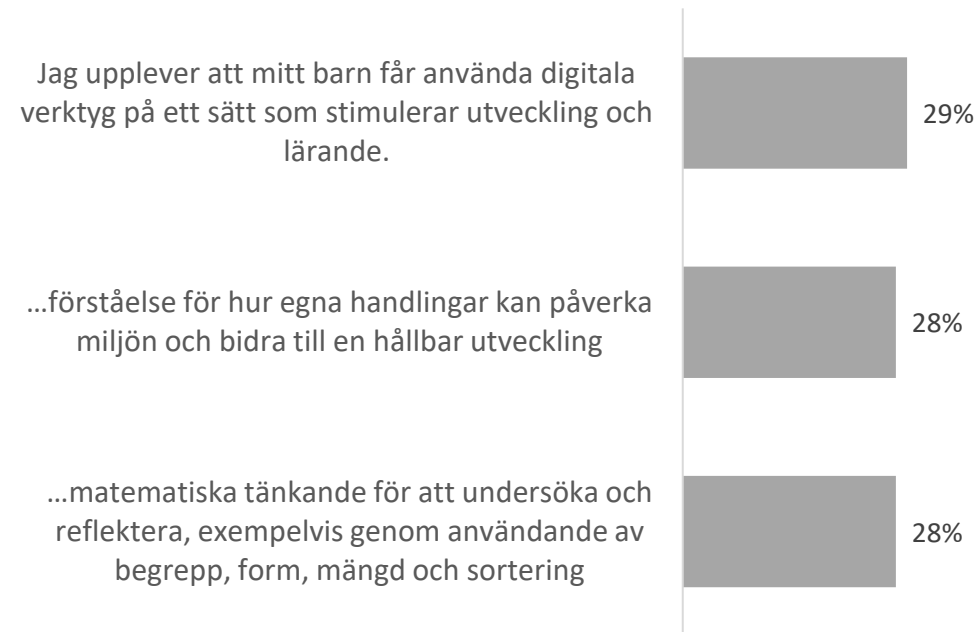 Jag upplever att mitt barn får använda digitala
verktyg på ett sätt som stimulerar utveckling och
lärande.
29%
…förståelse för hur egna handlingar kan påverka
miljön och bidra till en hållbar utveckling
28%
…matematiska tänkande för att undersöka och
reflektera, exempelvis genom användande av
begrepp, form, mängd och sortering
28%